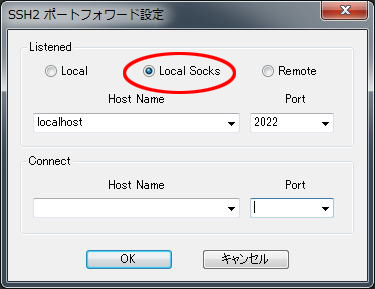 SSH2 ポートフォワード設定
Listened
Local Local Socks Remote
Host Name Port
localhost 2022
Connect
Host Name Port
OK キャンセル